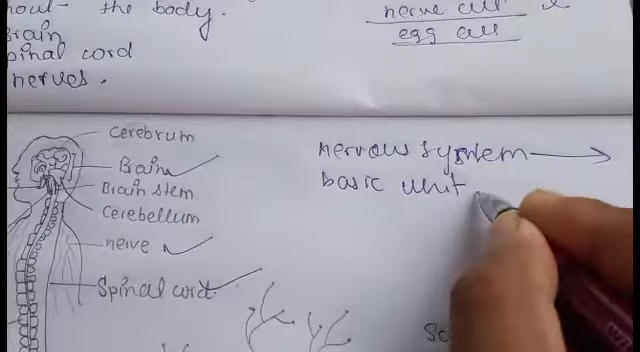 the body.
Brain
Spinal cord
nerves.
nerve cell
egg cell
Cerebrum
Brain
Brain stem
Cerebellum
nerve
Spinal cord
nervous system
basic unit